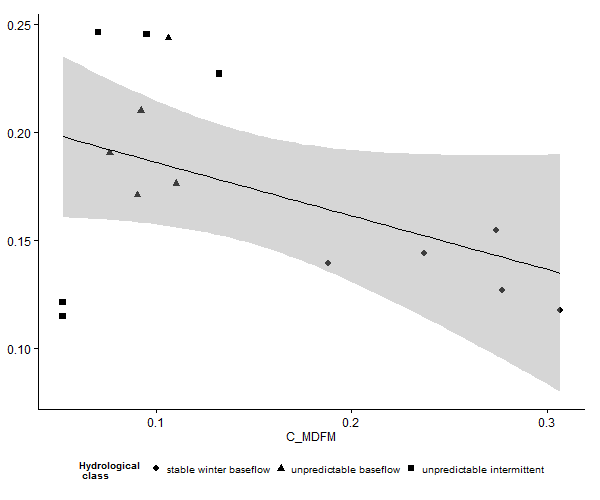 0.25
0.20
0.15
0.10
0.1 0.2 0.3
C_MDFM
Hydrological
class
stable winter baseflow unpredictable baseflow unpredictable intermittent